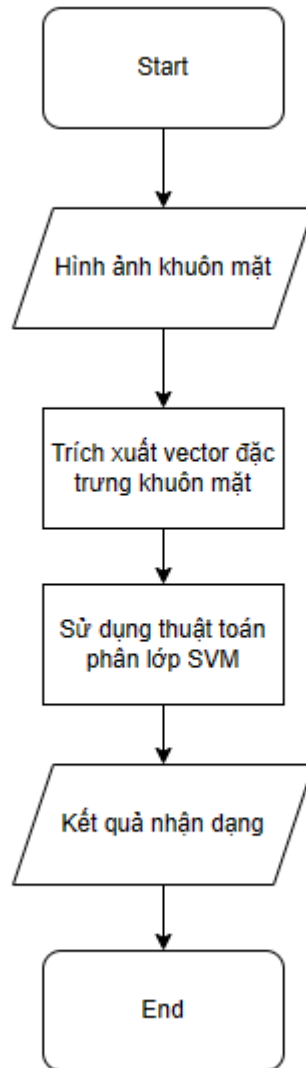 Start
Hình ảnh khuôn mặt
Trích xuất vector đặc
trưng khuôn mặt
Sử dụng thuật toán
phân lớp SVM
Kết quả nhận dạng
End